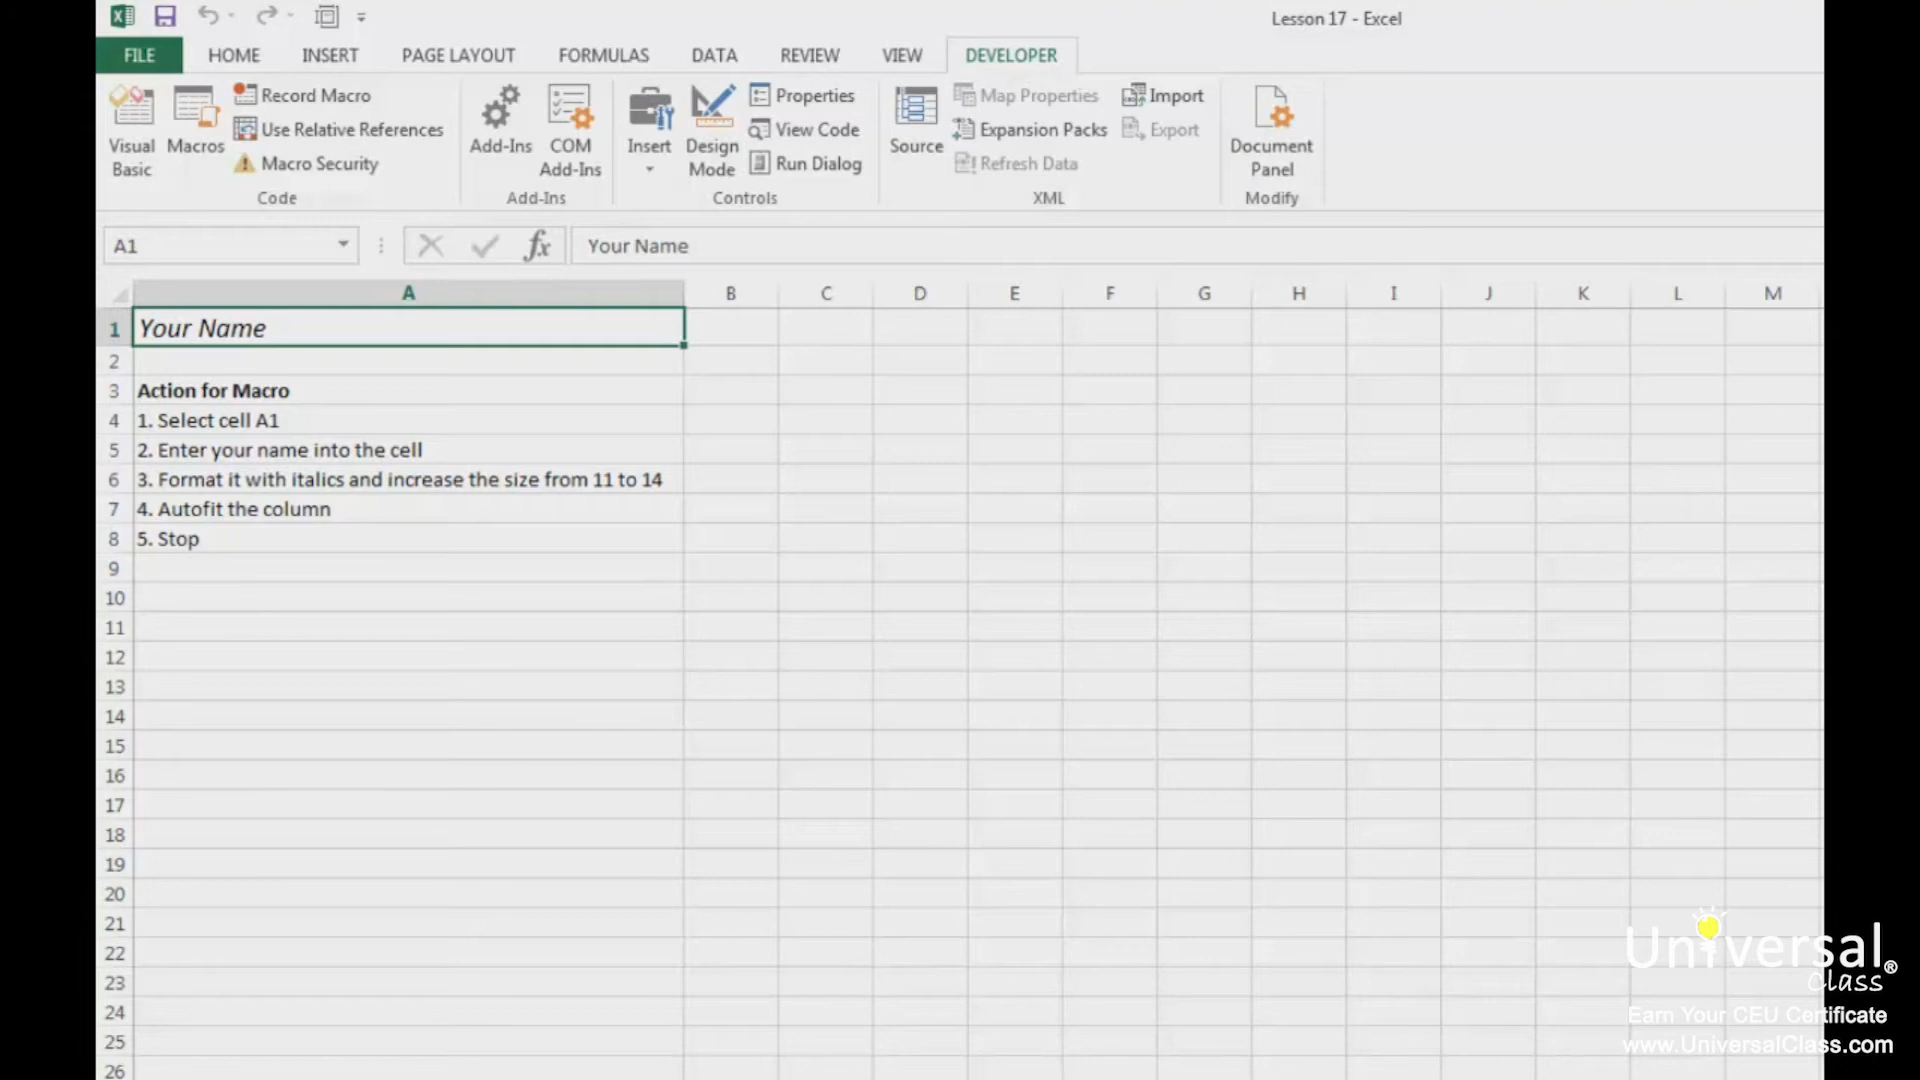 Lesson 17 - Excel
FILE HOME INSERT PAGE LAYOUT FORMULAS DATA REVIEW VIEW DEVELOPER
Visual Basic
Macros
Record Macro
Use Relative References
Macro Security
Code
Add-Ins
COM Add-Ins
Add-Ins
Insert
Design Mode
Properties
View Code
Run Dialog
Controls
Source
Map Properties
Expansion Packs
Refresh Data
Import
Export
XML
Document Panel
Modify
A1 fx Your Name
A B C D E F G H I J K L M
1 Your Name
2
3 Action for Macro
4 1. Select cell A1
5 2. Enter your name into the cell
6 3. Format it with italics and increase the size from 11 to 14
7 4. Autofit the column
8 5. Stop
9
10
11
12
13
14
15
16
17
18
19
20
21
22
23
24
25
26
Universal
Class®
Earn Your CEU Certificate
www.UniversalClass.com